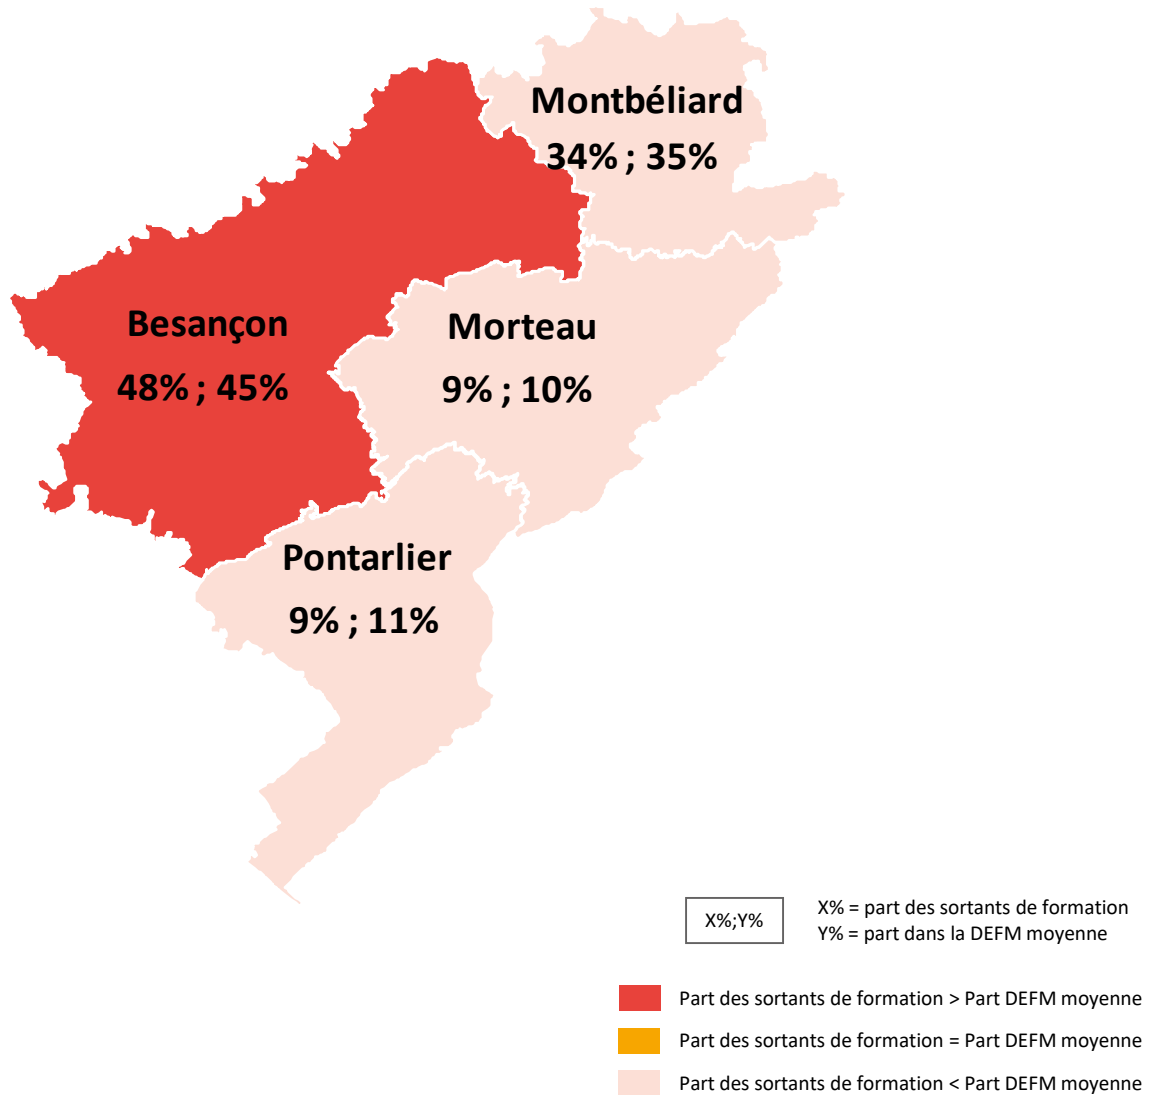 Montbéliard
34% ; 35%
Besançon
48% ; 45%
Morteau
9% ; 10%
Pontarlier
9% ; 11%
X%;Y%
X% = part des sortants de formation
Y% = part dans la DEFM moyenne
Part des sortants de formation > Part DEFM moyenne
Part des sortants de formation = Part DEFM moyenne
Part des sortants de formation < Part DEFM moyenne